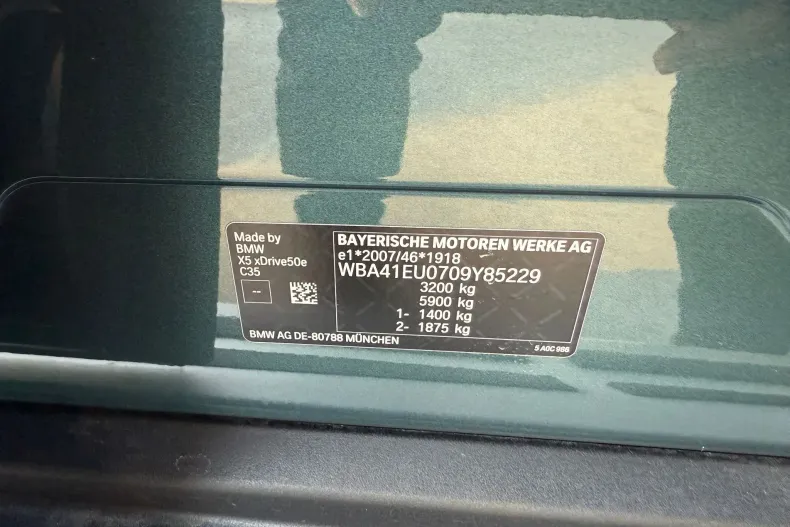 Made by
BMW
X5 xDrive50e
C35
--
BAYERISCHE MOTOREN WERKE AG
e1*2007/46*1918
WBA41EU0709Y85229
3200 kg
5900 kg
1- 1400 kg
2- 1875 kg
BMW AG DE-80788 MÜNCHEN
5 A0C 986